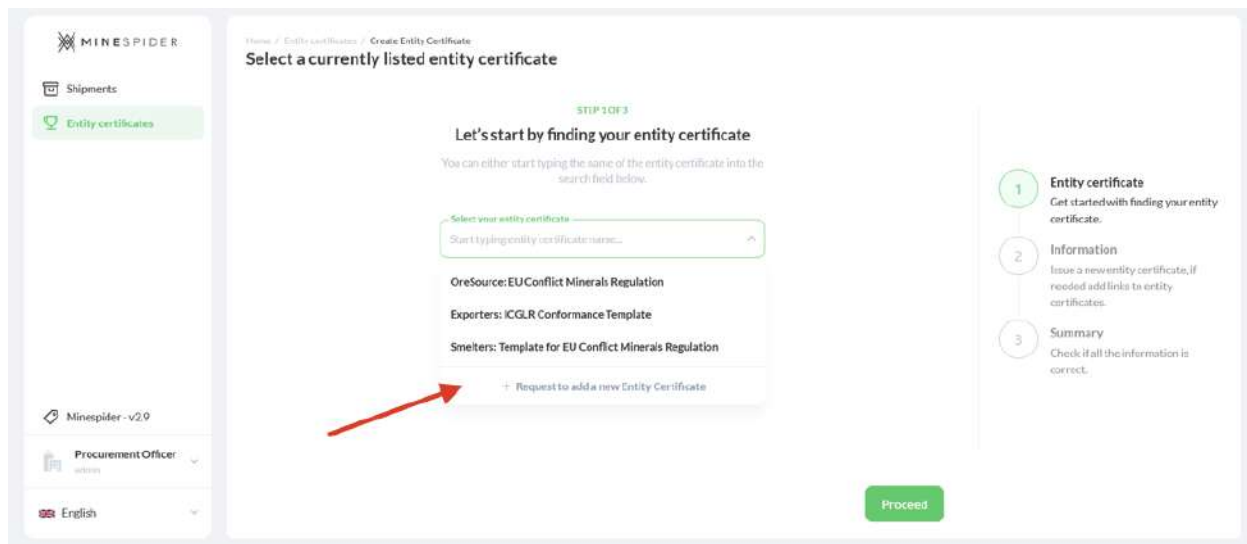 MINESPIDER
Shipments
Entity certificates
Minespider - v2.9
Procurement Officer
admin
English
Home / Entity certificates / Create Entity Certificate
Select a currently listed entity certificate
STEP 1 OF 3
Let's start by finding your entity certificate
You can either start typing the name of the entity certificate into the
search field below.
Select your entity certificate
Start typing entity certificate name...
OreSource: EU Conflict Minerals Regulation
Exporters: ICGLR Conformance Template
Smelters: Template for EU Conflict Minerals Regulation
+ Request to add a new Entity Certificate
Proceed
1
Entity certificate
Get started with finding your entity
certificate.
2
Information
Issue a new entity certificate, if
needed add links to entity
certificates.
3
Summary
Check if all the information is
correct.